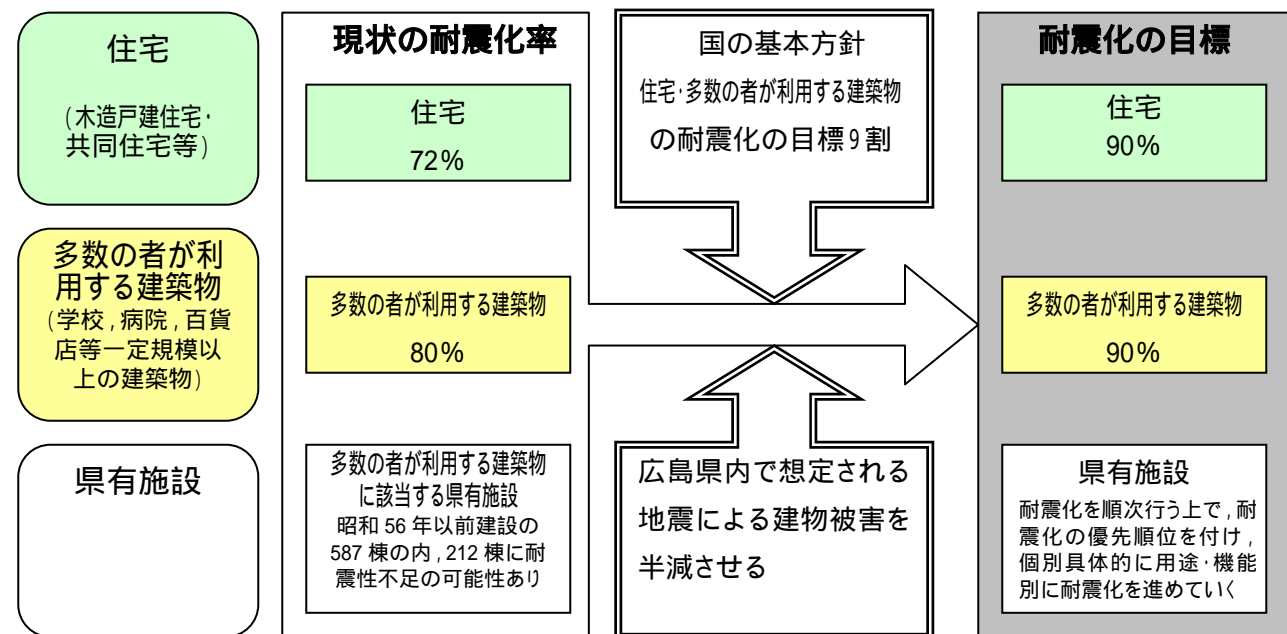 住宅
(木造戸建住宅・
共同住宅等)
多数の者が利
用する建築物
(学校,病院,百貨
店等一定規模以
上の建築物)
県有施設
現状の耐震化率
住宅
72%
多数の者が利用する建築物
80%
多数の者が利用する建築物
に該当する県有施設
昭和 56 年以前建設の
587 棟の内,212 棟に耐
震性不足の可能性あり
国の基本方針
住宅・多数の者が利用する建築物
の耐震化の目標9割
広島県内で想定される
地震による建物被害を
半減させる
耐震化の目標
住宅
90%
多数の者が利用する建築物
90%
県有施設
耐震化を順次行う上で,耐
震化の優先順位を付け,
個別具体的に用途・機能
別に耐震化を進めていく